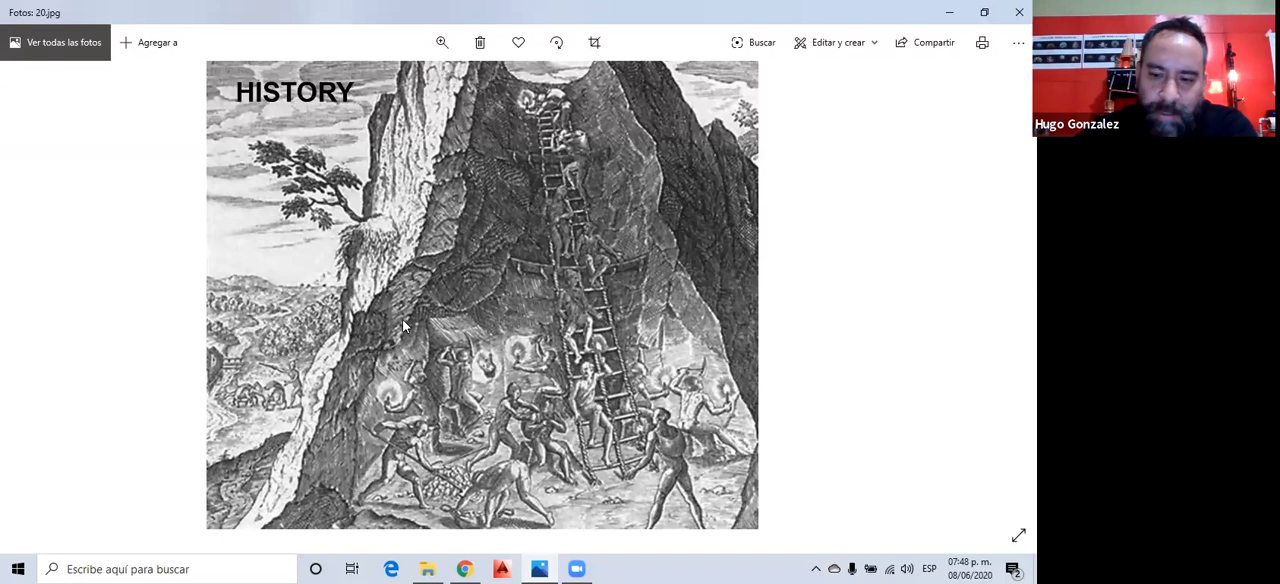 Fotos: 20.jpg
Ver todas las fotos
Agregar a
Buscar
Editar y crear
Compartir
HISTORY
Hugo Gonzalez
Escribe aquí para buscar
ESP
07:48 p. m.
08/06/2020
2